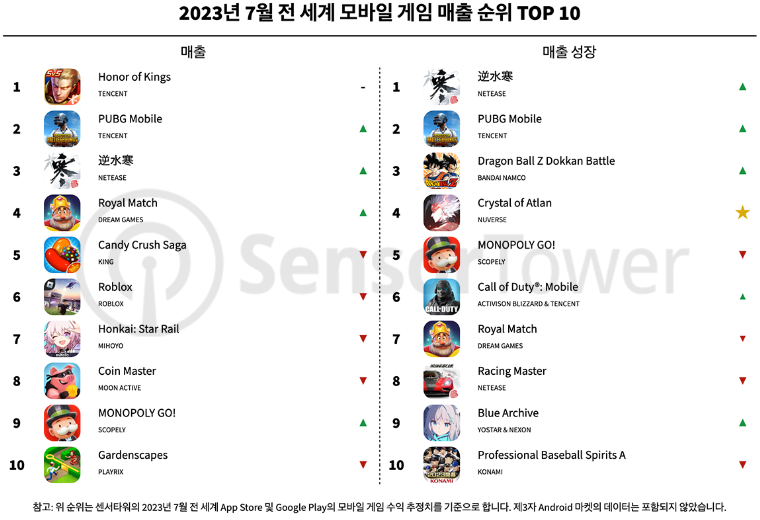 2023년 7월 전 세계 모바일 게임 매출 순위 TOP 10
매출
1
Honor of Kings
TENCENT
-
2
PUBG Mobile
TENCENT
3
逆水寒
NETEASE
4
Royal Match
DREAM GAMES
5
Candy Crush Saga
KING
6
Roblox
ROBLOX
7
Honkai: Star Rail
MIHOYO
8
Coin Master
MOON ACTIVE
9
MONOPOLY GO!
SCOPELY
10
Gardenscapes
PLAYRIX
매출 성장
1
逆水寒
NETEASE
2
PUBG Mobile
TENCENT
3
Dragon Ball Z Dokkan Battle
BANDAI NAMCO
4
Crystal of Atlan
NUVERSE
5
MONOPOLY GO!
SCOPELY
6
Call of Duty®: Mobile
ACTIVISON BLIZZARD & TENCENT
7
Royal Match
DREAM GAMES
8
Racing Master
NETEASE
9
Blue Archive
YOSTAR & NEXON
10
Professional Baseball Spirits A
KONAMI
SensorTower
참고: 위 순위는 센서타워의 2023년 7월 전 세계 App Store 및 Google Play의 모바일 게임 수익 추정치를 기준으로 합니다. 제3자 Android 마켓의 데이터는 포함되지 않았습니다.